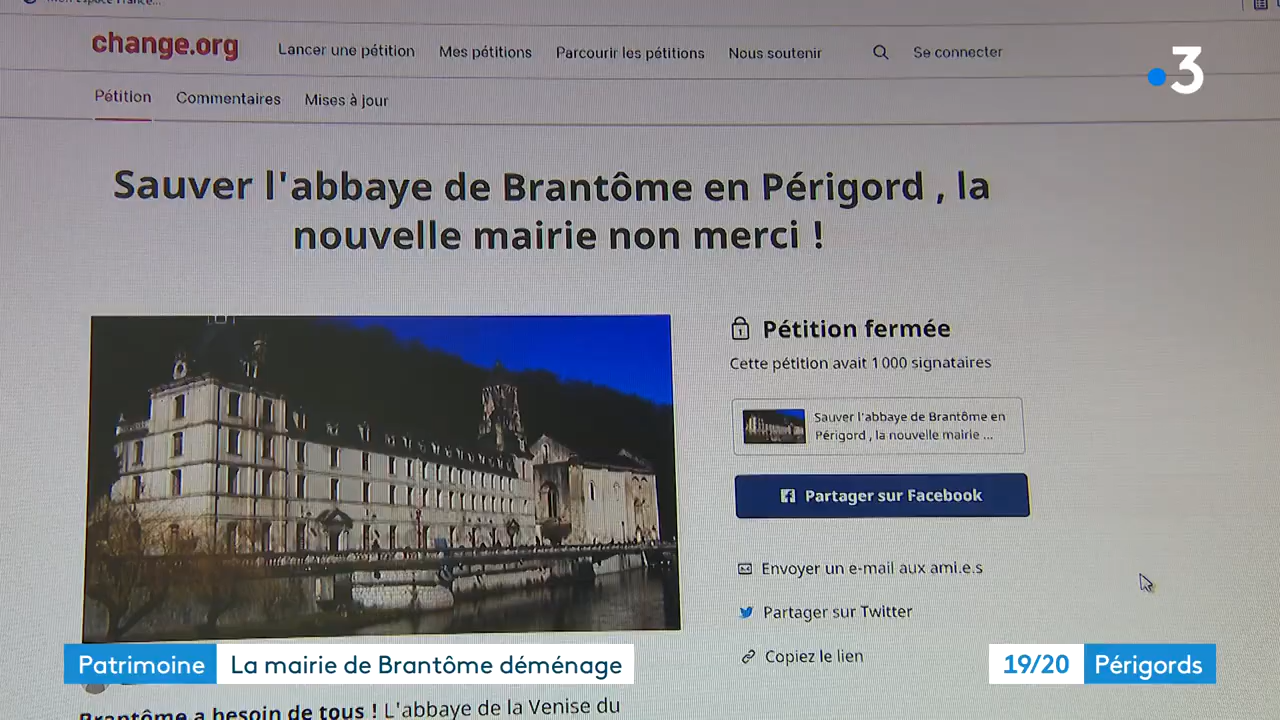 change.org
Lancer une pétition
Mes pétitions
Parcourir les pétitions
Nous soutenir
Se connecter
3
Pétition
Commentaires
Mises à jour
Sauver l'abbaye de Brantôme en Périgord , la
nouvelle mairie non merci !
Pétition fermée
Cette pétition avait 1 000 signataires
Sauver l'abbaye de Brantôme en
Périgord , la nouvelle mairie ...
Partager sur Facebook
Envoyer un e-mail aux ami.e.s
Partager sur Twitter
Copiez le lien
Patrimoine
La mairie de Brantôme déménage
19/20
Périgords
Brantôme a besoin de tous ! L'abbaye de la Venise du